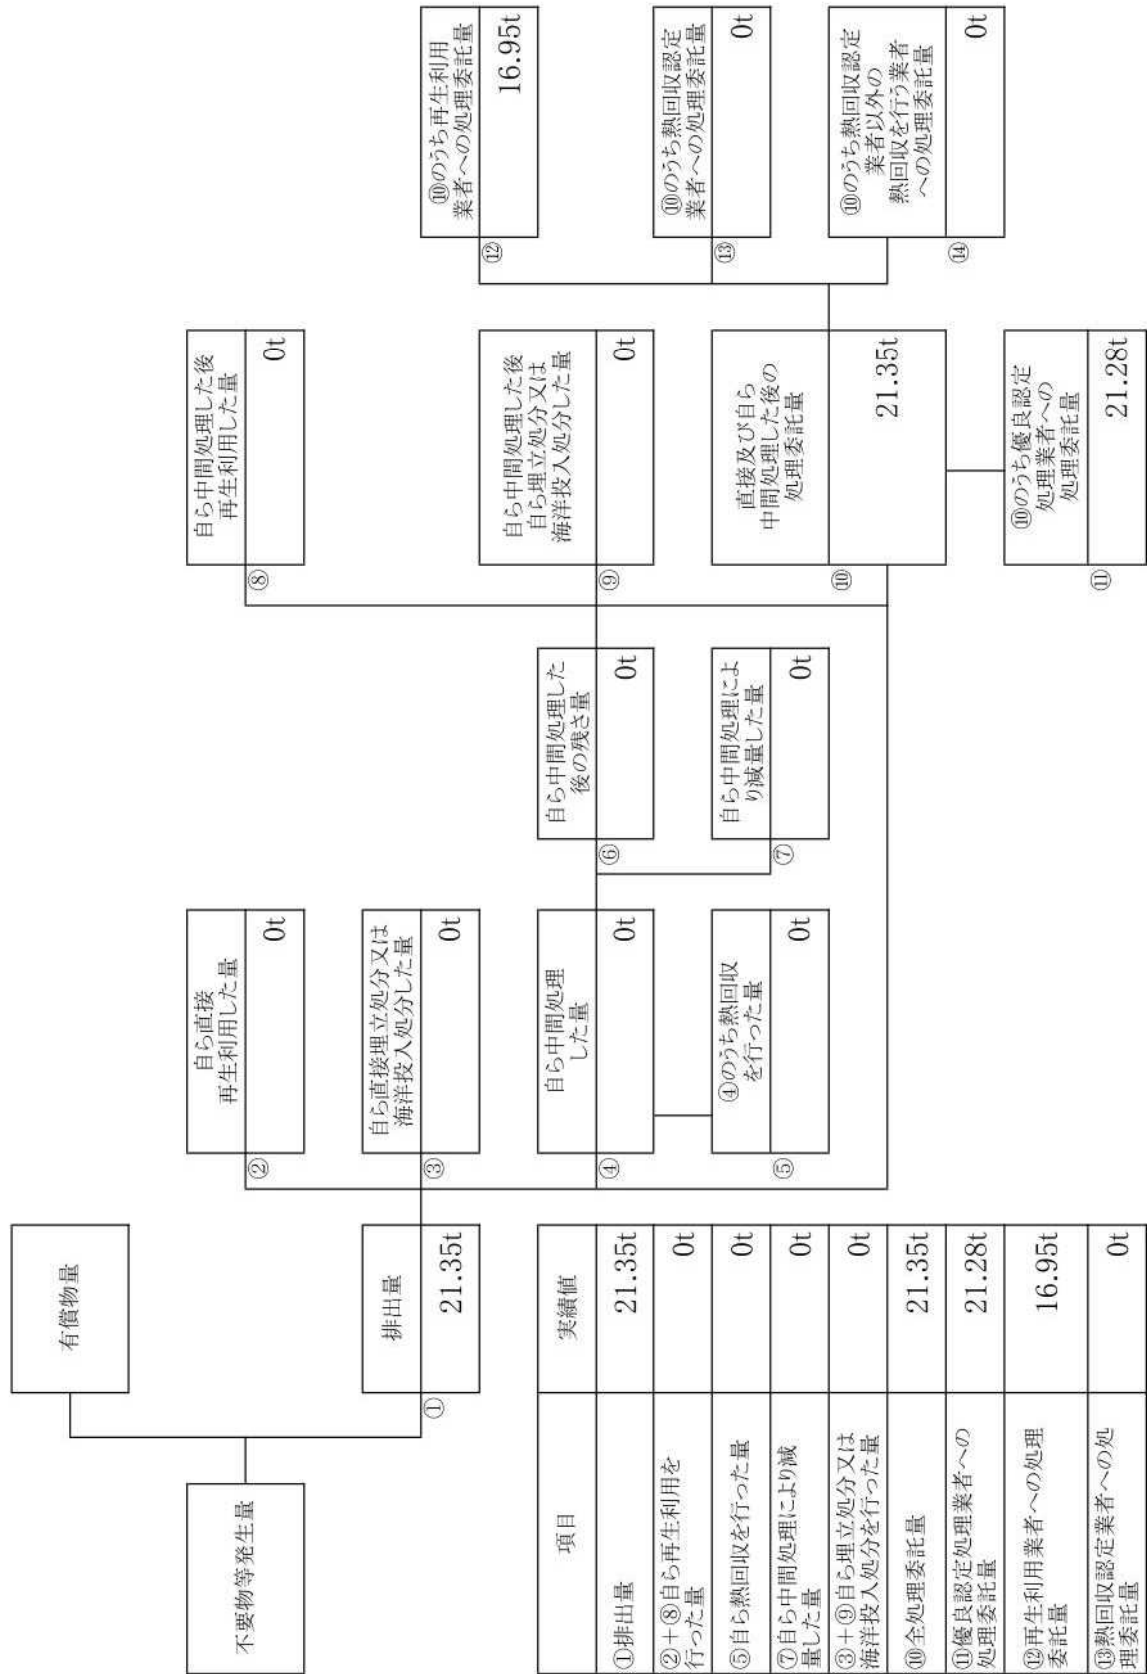 不要物等発生量
有償物量
①
排出量
21.35t
②
自ら直接
再生利用した量
0t
③
自ら直接埋立処分又は
海洋投入処分した量
0t
④
自ら中間処理
した量
0t
⑤
④のうち熱回収
を行った量
0t
⑥
自ら中間処理した
後の残さ量
0t
⑦
自ら中間処理によ
り減量した量
0t
⑧
自ら中間処理した後
再生利用した量
0t
⑨
自ら中間処理した後
自ら埋立処分又は
海洋投入処分した量
0t
⑩
直接及び自ら
中間処理した後の
処理委託量
21.35t
⑪
⑩のうち優良認定
処理業者への
処理委託量
21.28t
⑫
⑩のうち再生利用
業者への処理委託量
16.95t
⑬
⑩のうち熱回収認定
業者への処理委託量
0t
⑭
⑩のうち熱回収認定
業者以外の
熱回収を行う業者
への処理委託量
0t
項目
実績値
①排出量
21.35t
②+⑧自ら再生利用を
行った量
0t
⑤自ら熱回収を行った量
0t
⑦自ら中間処理により減
量した量
0t
③+⑨自ら埋立処分又は
海洋投入処分を行った量
0t
⑩全処理委託量
21.35t
⑪優良認定処理業者への
処理委託量
21.28t
⑫再生利用業者への処理
委託量
16.95t
⑬熱回収認定業者への処
理委託量
0t